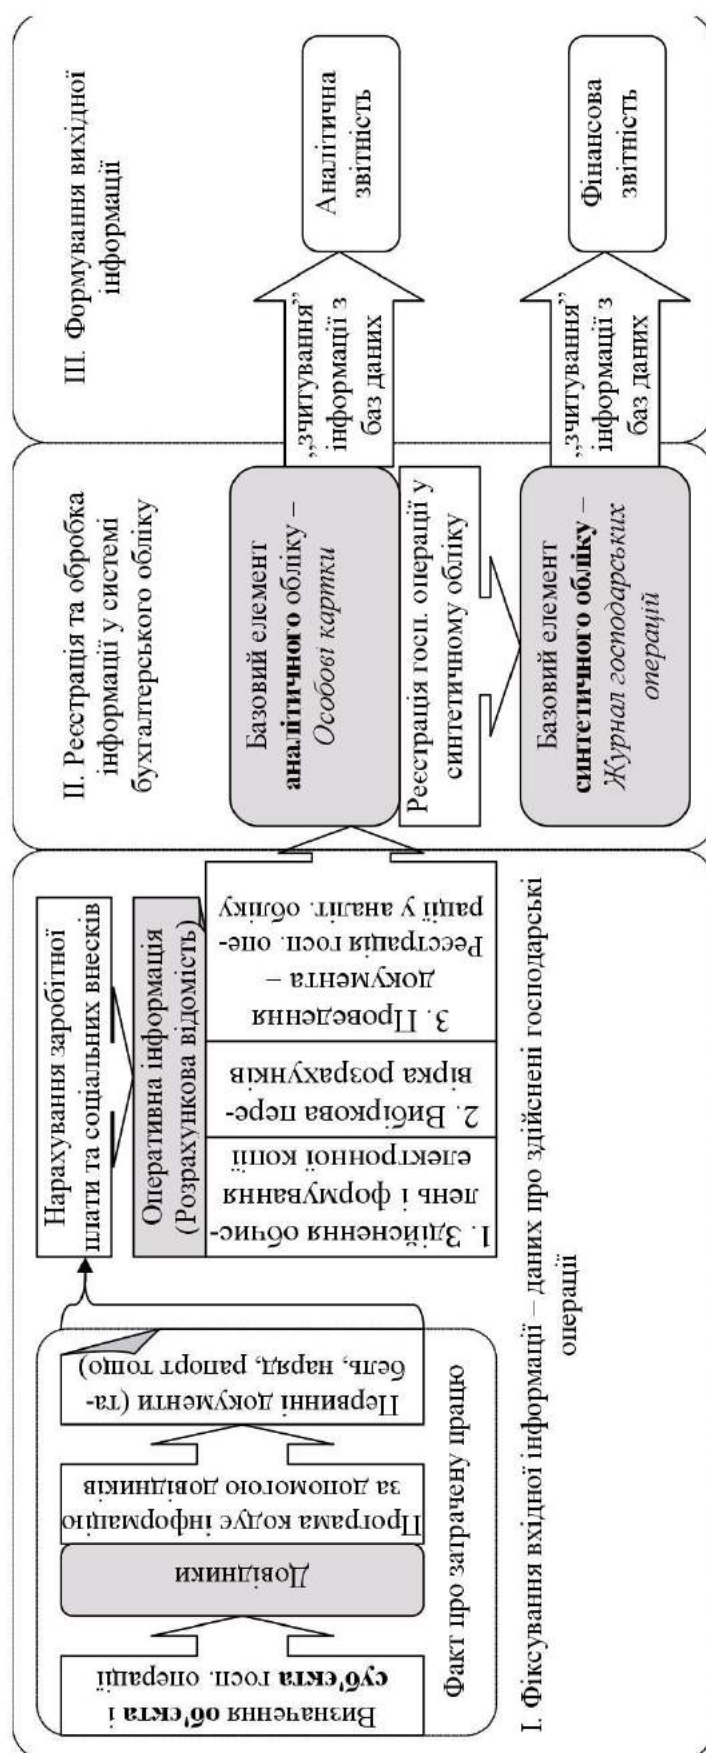 Визначення об'єкта і
суб'єкта госп. операції
Довідники
Програма кодує інформацію
за допомогою довідників
Первинні документи (та-
бель, наряд, рапорт тощо)
Факт про затрачену працю
Нарахування заробітної
плати та соціальних внесків
Оперативна інформація
(Розрахункова відомість)
1. Здійснення обчис-
лень і формування
електронної копії
2. Вибіркова пере-
вірка розрахунків
3. Проведення
документа –
Реєстрація госп. опе-
рації у аналіт. обліку
І. Фіксування вхідної інформації – даних про здійснені господарські
операції
ІІ. Реєстрація та обробка
інформації у системі
бухгалтерського обліку
Базовий елемент
аналітичного обліку –
Особові картки
Реєстрація госп. операції у
синтетичному обліку
Базовий елемент
синтетичного обліку –
Журнал господарських
операцій
ІІІ. Формування вихідної
інформації
„зчитування”
інформації з
баз даних
Аналітична
звітність
„зчитування”
інформації з
баз даних
Фінансова
звітність